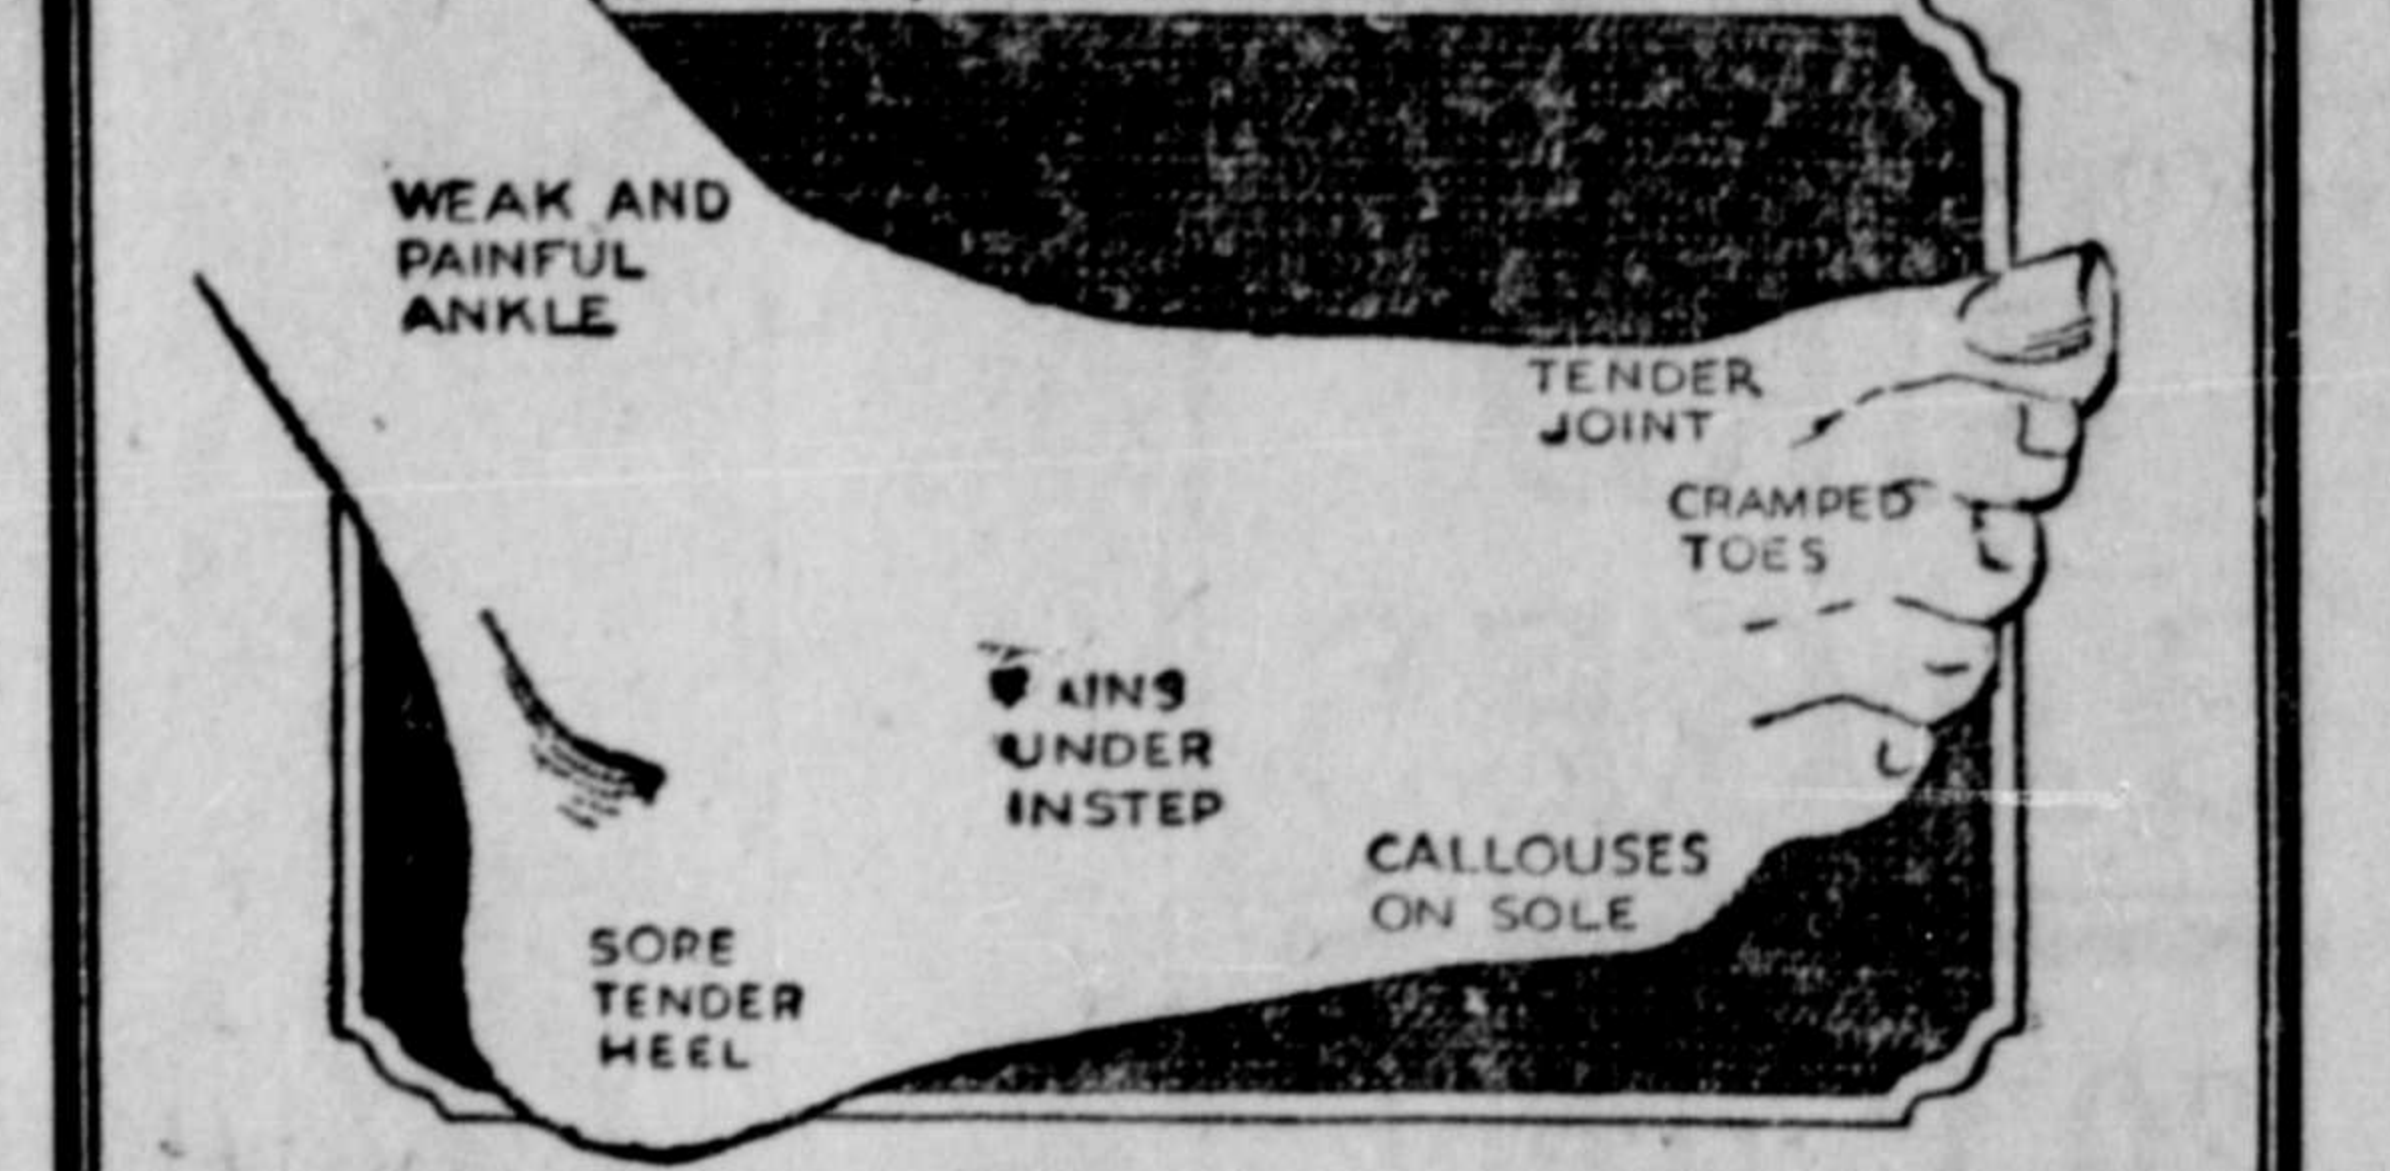 WEAK AND
PAINFUL
ANKLE
TENDER
JOINT
CRAMPED
TOES
PAINS
UNDER
INSTEP
CALLOUSES
ON SOLE
SORE
TENDER
HEEL